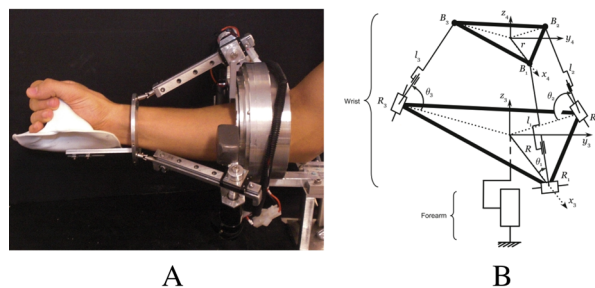 z₄
B₃
B₂
r
y₄
l₃
B₁
x₄
l₂
R₃
θ₃
θ₂
Wrist
z₃
l₁
R
R
y₃
θ₁
R₁
x₃
Forearm
A
B